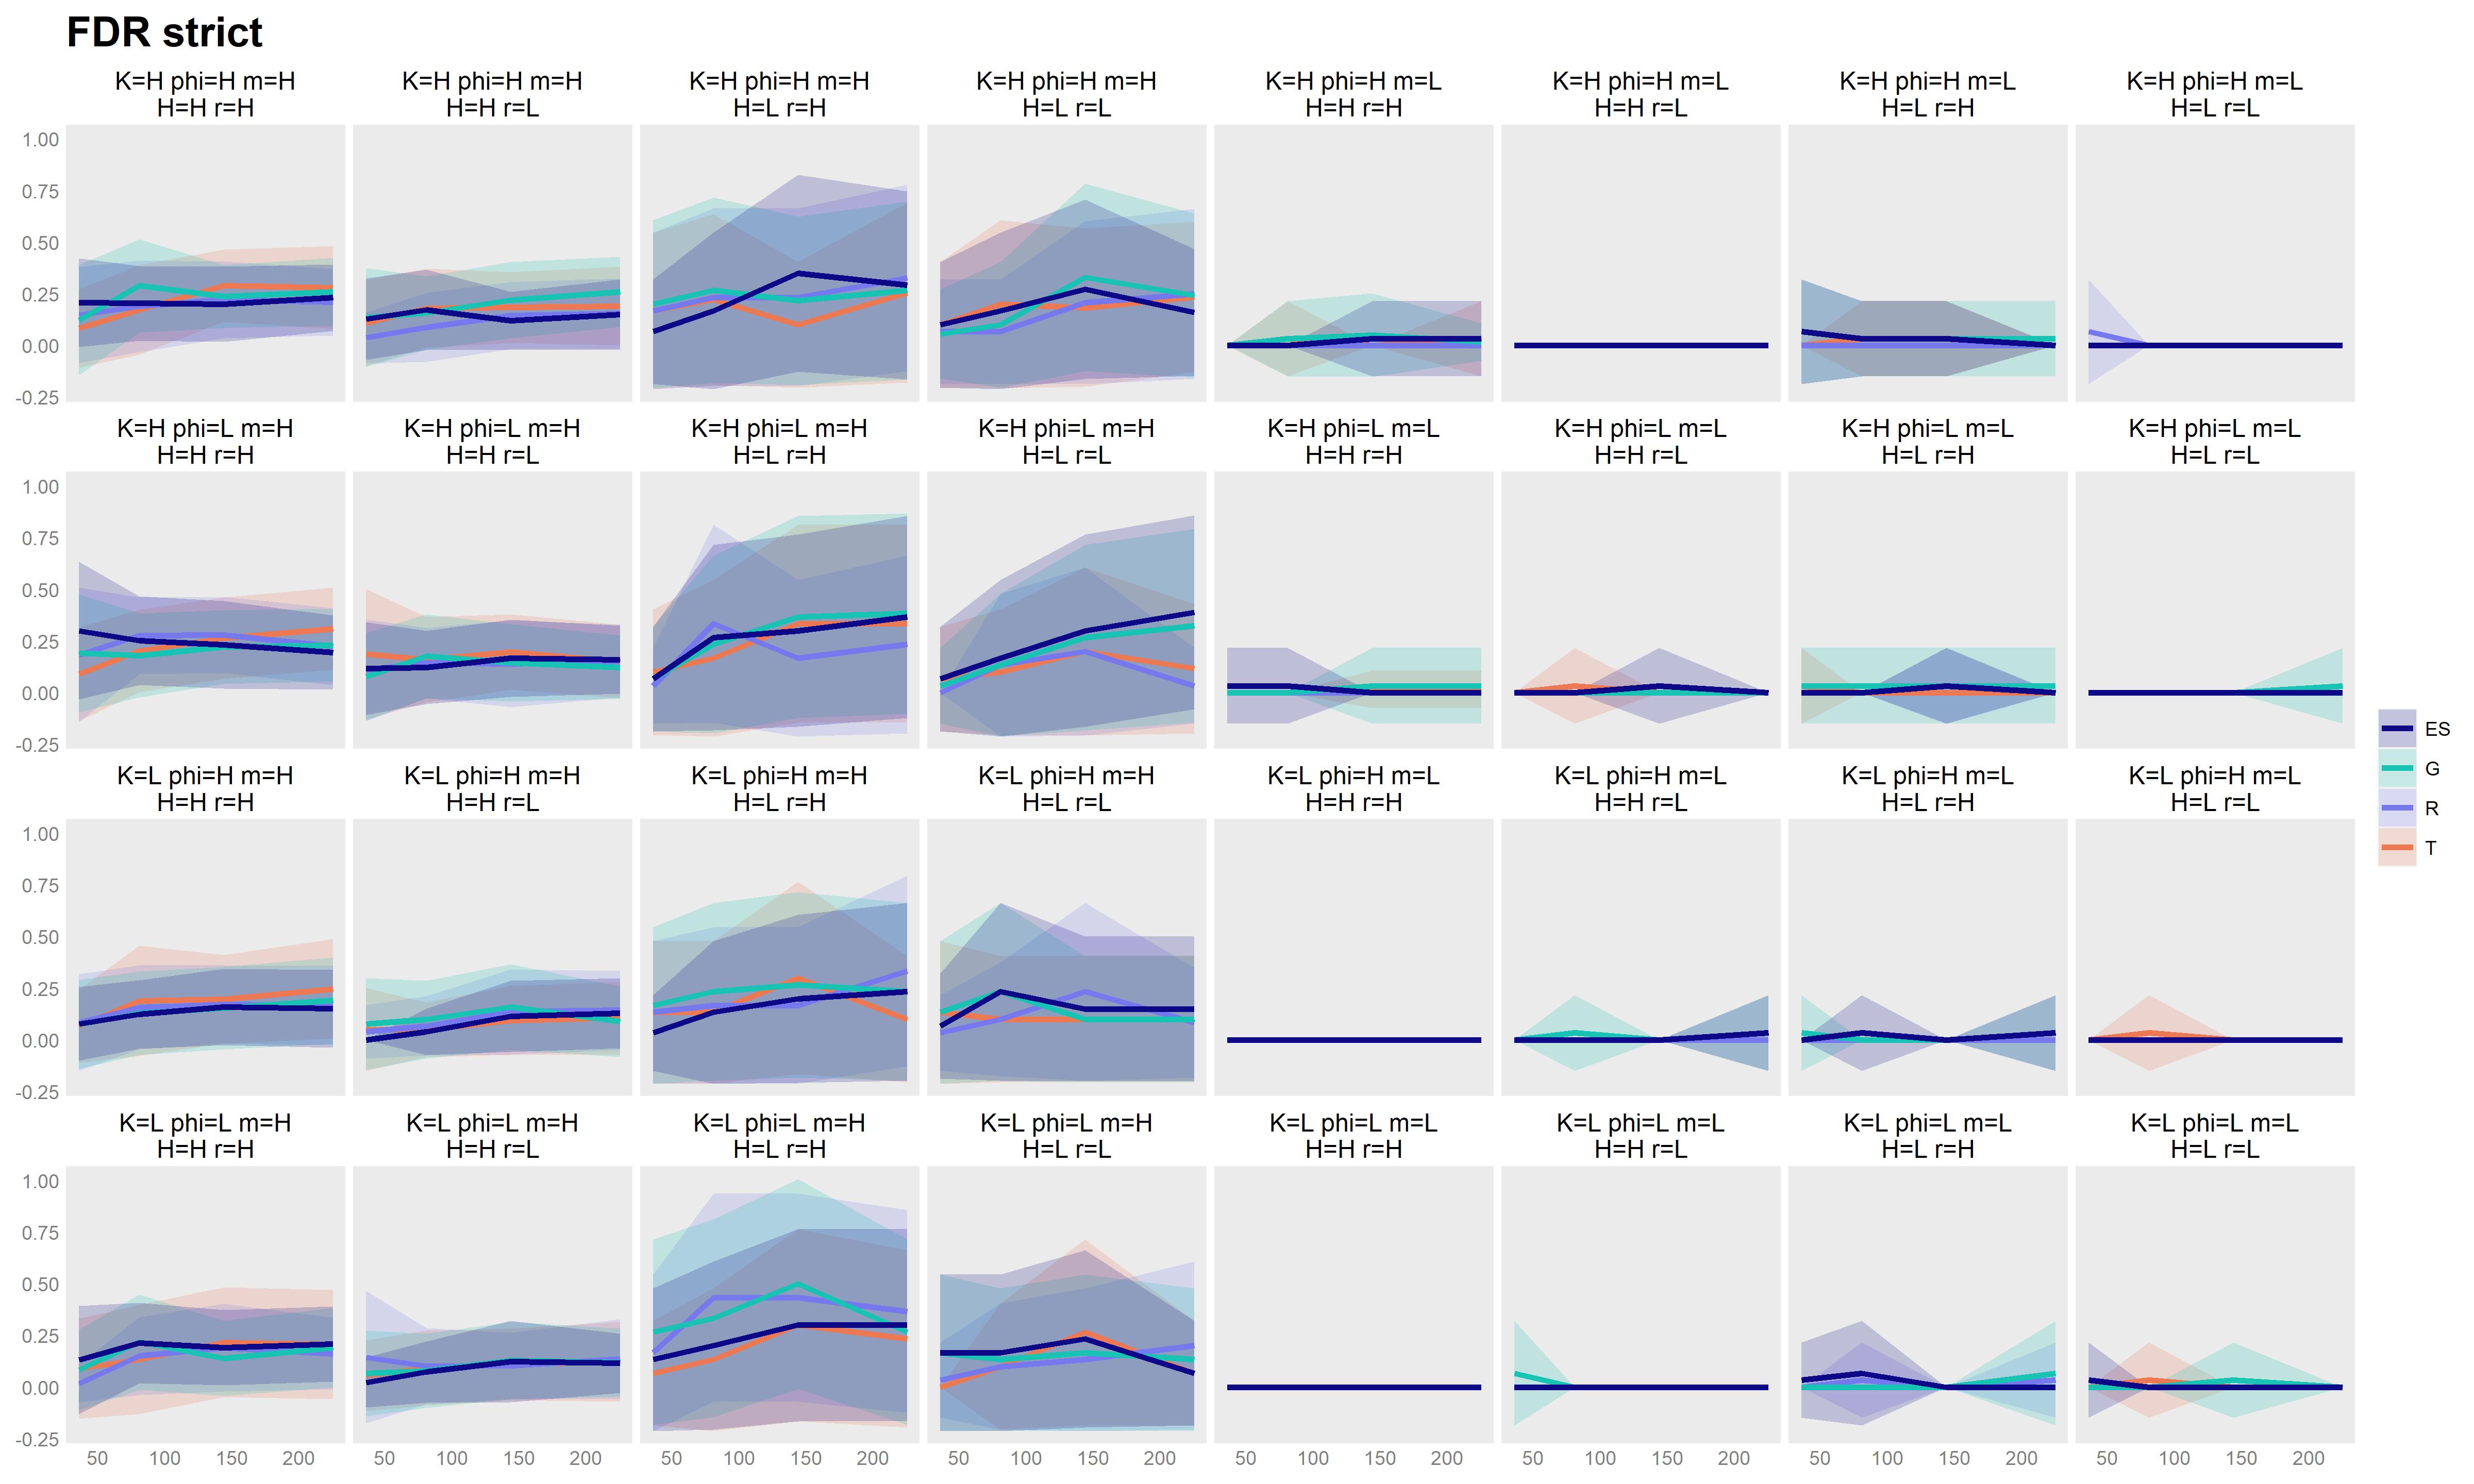 FDR strict
K=H phi=H m=H K=H phi=H m=H K=H phi=H m=H K=H phi=H m=H K=H phi=H m=L K=H phi=H m=L K=H phi=H m=L K=H phi=H m=L
H=H r=H H=H r=L H=L r=H H=L r=L H=H r=H H=H r=L H=L r=H H=L r=L
1.00
0.75
0.50
0.25
0.00
-0.25
K=H phi=L m=H K=H phi=L m=H K=H phi=L m=H K=H phi=L m=H K=H phi=L m=L K=H phi=L m=L K=H phi=L m=L K=H phi=L m=L
H=H r=H H=H r=L H=L r=H H=L r=L H=H r=H H=H r=L H=L r=H H=L r=L
1.00
0.75
0.50
0.25
0.00
-0.25
K=L phi=H m=H K=L phi=H m=H K=L phi=H m=H K=L phi=H m=H K=L phi=H m=L K=L phi=H m=L K=L phi=H m=L K=L phi=H m=L
H=H r=H H=H r=L H=L r=H H=L r=L H=H r=H H=H r=L H=L r=H H=L r=L
1.00
0.75
0.50
0.25
0.00
-0.25
K=L phi=L m=H K=L phi=L m=H K=L phi=L m=H K=L phi=L m=H K=L phi=L m=L K=L phi=L m=L K=L phi=L m=L K=L phi=L m=L
H=H r=H H=H r=L H=L r=H H=L r=L H=H r=H H=H r=L H=L r=H H=L r=L
1.00
0.75
0.50
0.25
0.00
-0.25
50 100 150 200 50 100 150 200 50 100 150 200 50 100 150 200 50 100 150 200 50 100 150 200 50 100 150 200 50 100 150 200
ES
G
R
T